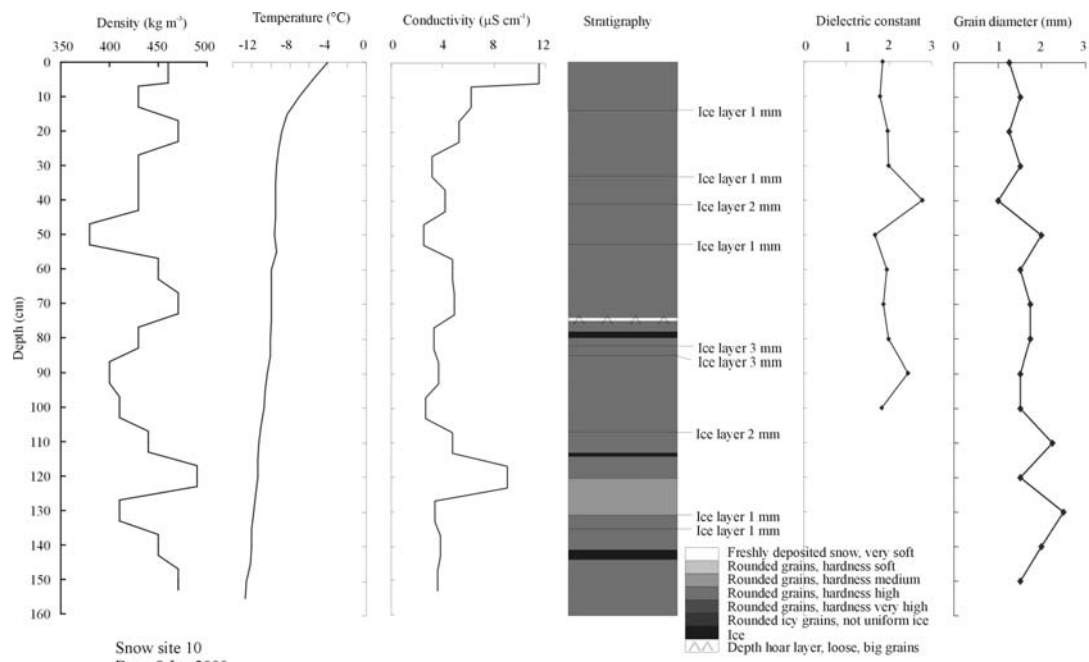 Density (kg m⁻³)
Temperature (°C)
Conductivity (µS cm⁻¹)
Stratigraphy
Dielectric constant
Grain diameter (mm)
350 400 450 500
-12 -8 -4 0
0 4 8 12
0 1 2 3
0 1 2 3
Depth (cm)
0
10
20
30
40
50
60
70
80
90
100
110
120
130
140
150
160
Ice layer 1 mm
Ice layer 1 mm
Ice layer 2 mm
Ice layer 1 mm
Ice layer 3 mm
Ice layer 3 mm
Ice layer 2 mm
Ice layer 1 mm
Ice layer 1 mm
Freshly deposited snow, very soft
Rounded grains, hardness soft
Rounded grains, hardness medium
Rounded grains, hardness high
Rounded grains, hardness very high
Rounded icy grains, not uniform ice
Ice
Depth hoar layer, loose, big grains
Snow site 10